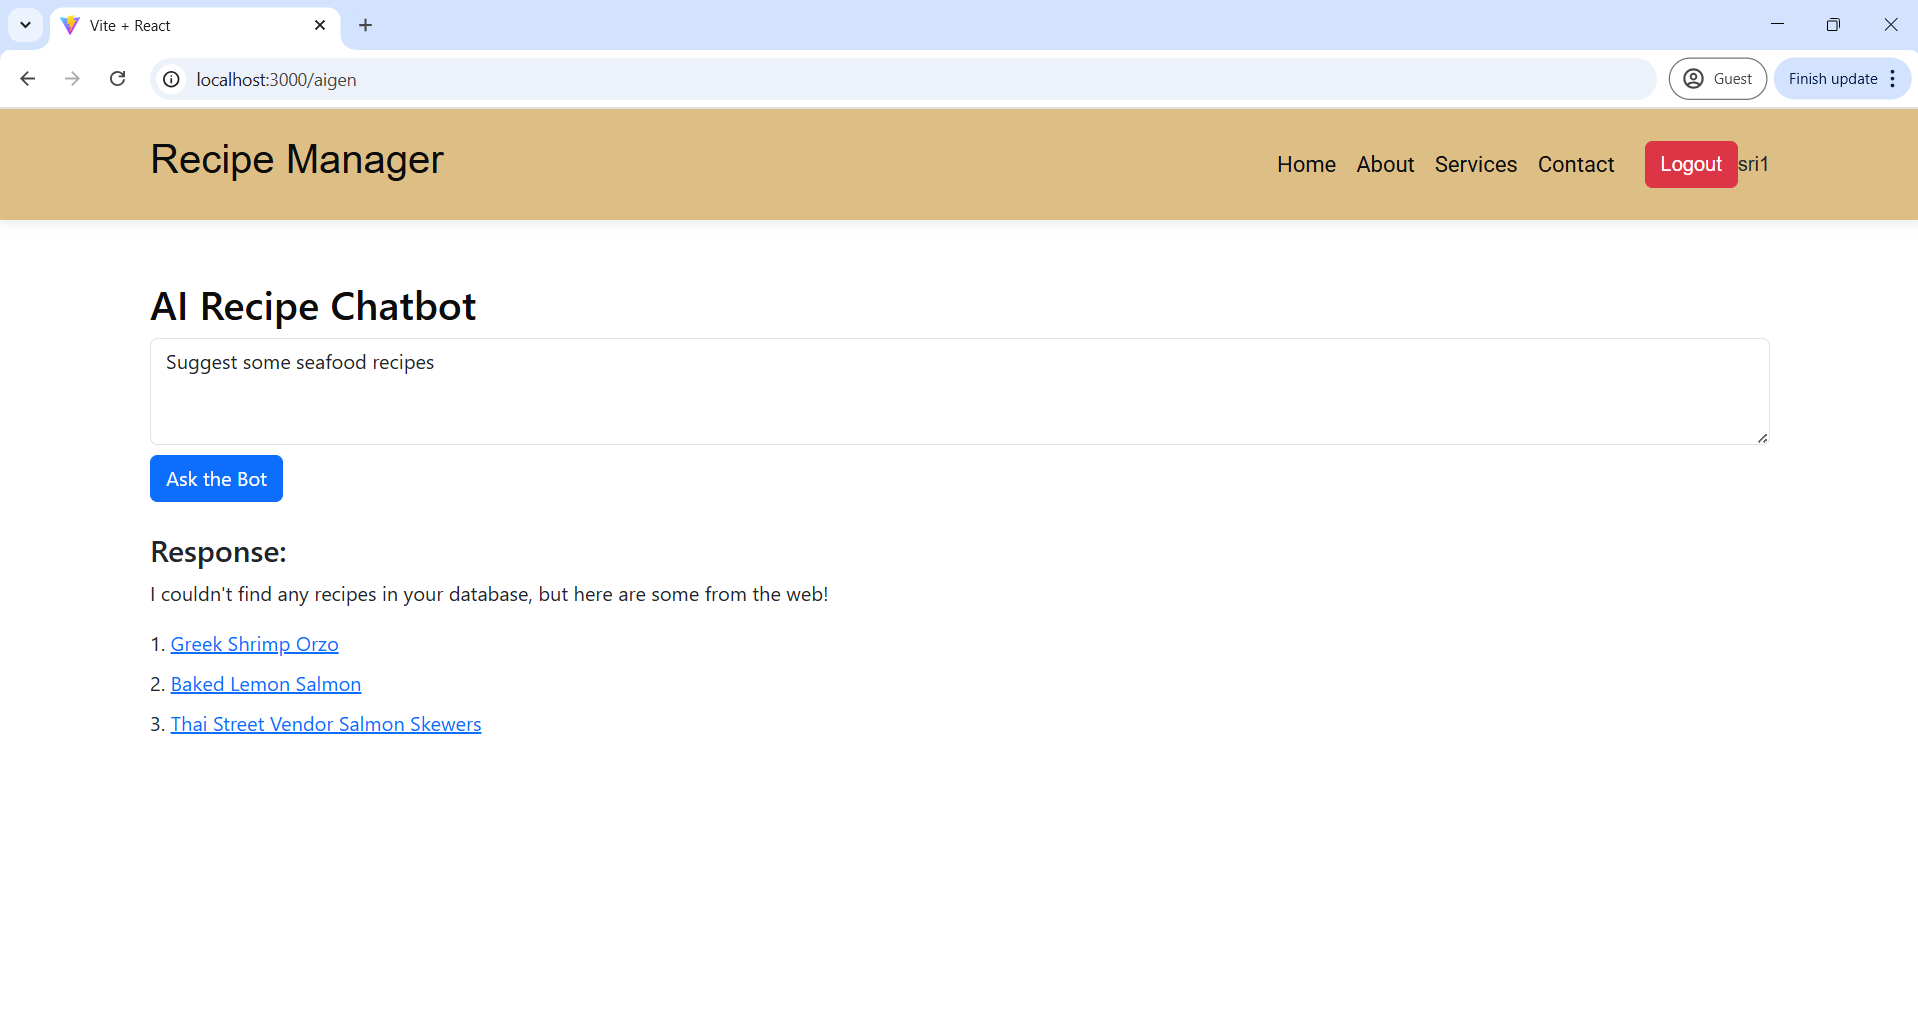 Vite + React
localhost:3000/aigen
Guest
Finish update
Recipe Manager
Home About Services Contact Logout sri1
AI Recipe Chatbot
Suggest some seafood recipes
Ask the Bot
Response:
I couldn't find any recipes in your database, but here are some from the web!
1. Greek Shrimp Orzo
2. Baked Lemon Salmon
3. Thai Street Vendor Salmon Skewers